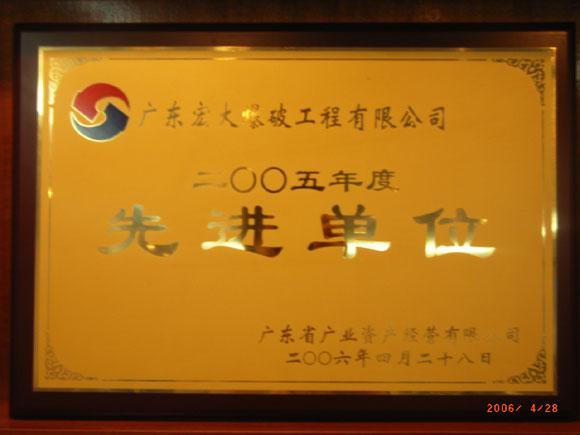 广东宏大爆破工程有限公司
二〇〇五年度
先进单位
广东省广业资产经营有限公司
二〇〇六年四月二十八日
2006/ 4/28